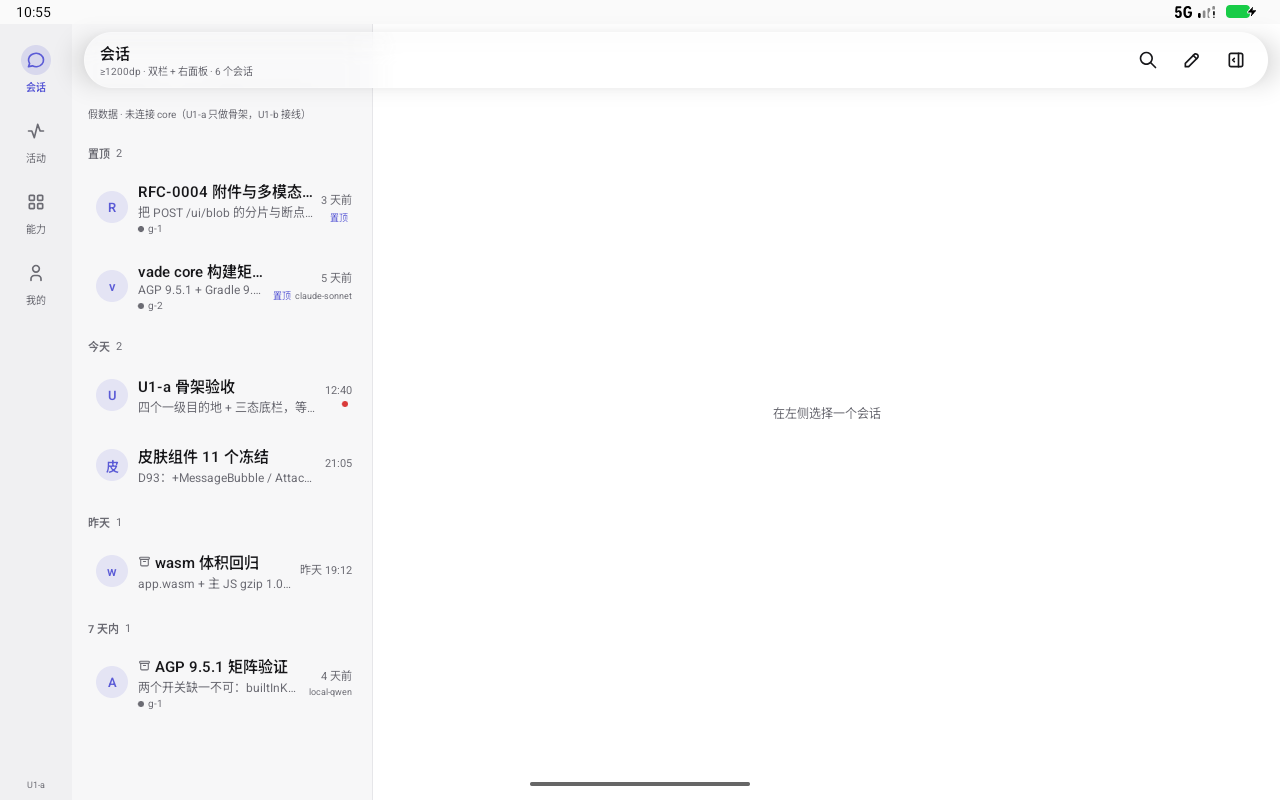 10:55
5G
会话
≥1200dp · 双栏 + 右面板 · 6 个会话
会话
活动
能力
我的
U1-a
假数据 · 未连接 core（U1-a 只做骨架，U1-b 接线）
置顶 2
R
RFC-0004 附件与多模态...
3 天前
把 POST /ui/blob 的分片与断点...
置顶
g-1
v
vade core 构建矩...
5 天前
AGP 9.5.1 + Gradle 9....
置顶 claude-sonnet
g-2
今天 2
U
U1-a 骨架验收
12:40
四个一级目的地 + 三态底栏，等...
皮
皮肤组件 11 个冻结
21:05
D93：+MessageBubble / Attac...
昨天 1
w
wasm 体积回归
昨天 19:12
app.wasm + 主 JS gzip 1.0...
7 天内 1
A
AGP 9.5.1 矩阵验证
4 天前
两个开关缺一不可：builtInK...
local-qwen
g-1
在左侧选择一个会话